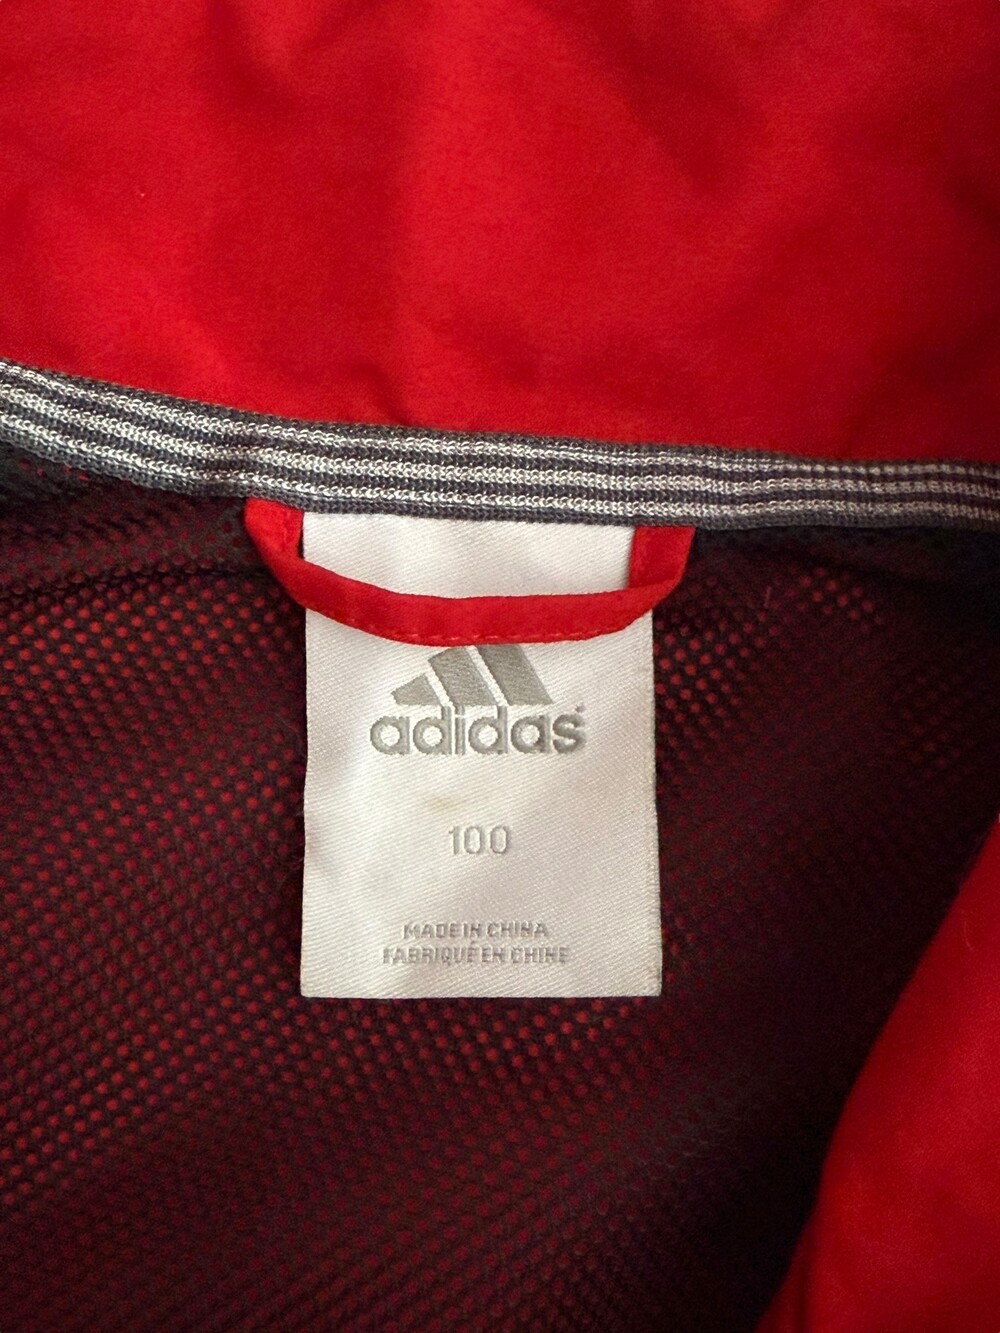 adidas
100
MADE IN CHINA
FABRIQUÉ EN CHINE